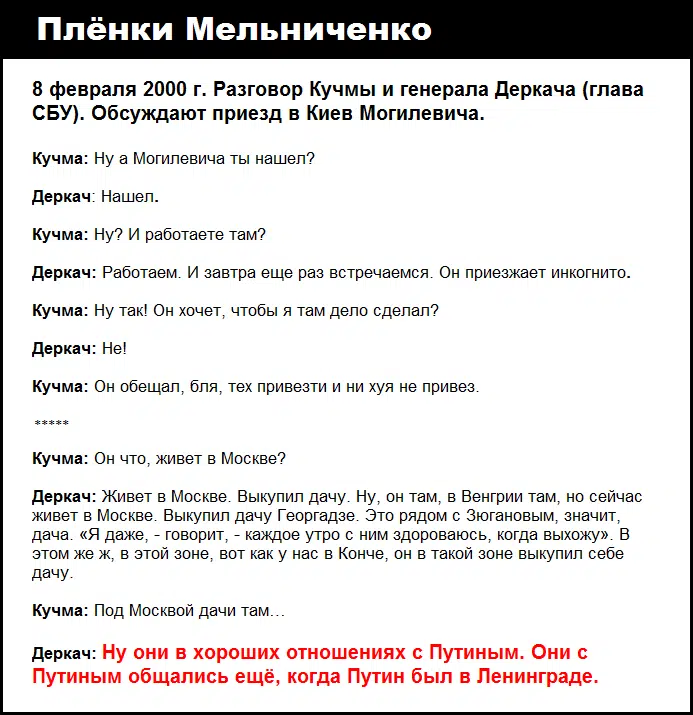 Плёнки Мельниченко
8 февраля 2000 г. Разговор Кучмы и генерала Деркача (глава
СБУ). Обсуждают приезд в Киев Могилевича.
Кучма: Ну а Могилевича ты нашел?
Деркач: Нашел.
Кучма: Ну? И работаете там?
Деркач: Работаем. И завтра еще раз встречаемся. Он приезжает инкогнито.
Кучма: Ну так! Он хочет, чтобы я там дело сделал?
Деркач: Не!
Кучма: Он обещал, бля, тех привезти и ни хуя не привез.
*****
Кучма: Он что, живет в Москве?
Деркач: Живет в Москве. Выкупил дачу. Ну, он там, в Венгрии там, но сейчас
живет в Москве. Выкупил дачу Георгадзе. Это рядом с Зюгановым, значит,
дача. «Я даже, - говорит, - каждое утро с ним здороваюсь, когда выхожу». В
этом же ж, в этой зоне, вот как у нас в Конче, он в такой зоне выкупил себе
дачу.
Кучма: Под Москвой дачи там…
Деркач: Ну они в хороших отношениях с Путиным. Они с
Путиным общались ещё, когда Путин был в Ленинграде.